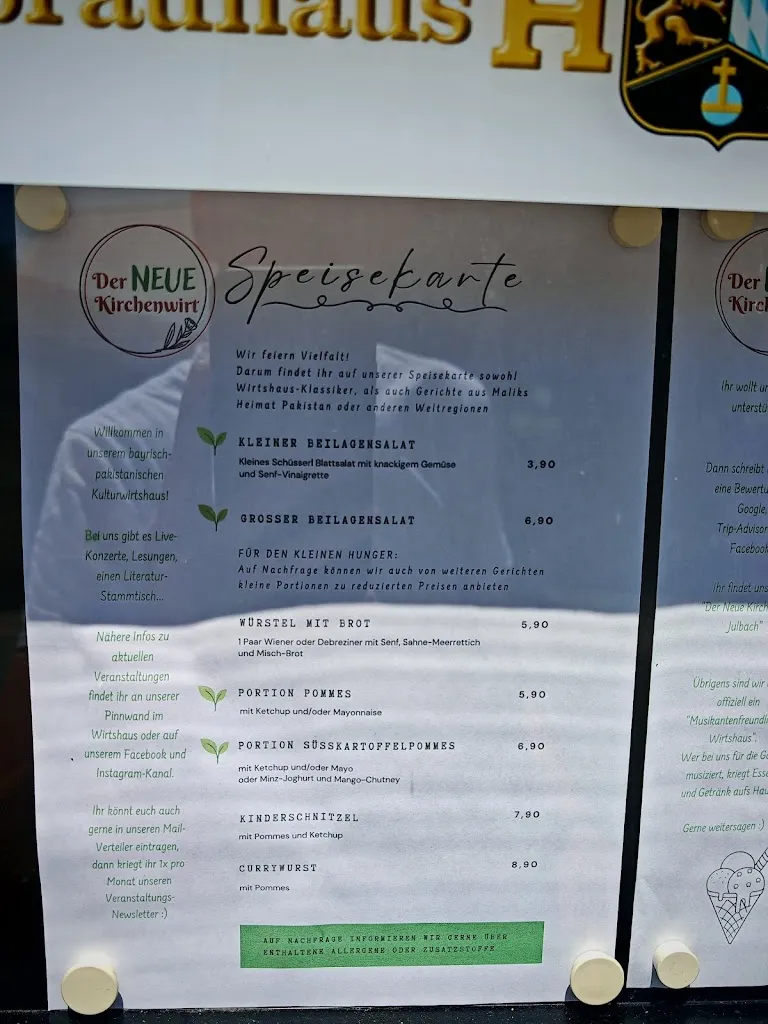 bräuhaus H
Der NEUE
Kirchenwirt
Speisekarte
Wir feiern Vielfalt!
Darum findet ihr auf unserer Speisekarte sowohl
Wirtshaus-Klassiker, als auch Gerichte aus Maliks
Heimat Pakistan oder anderen Weltregionen
Willkommen in
unserem bayrisch-
pakistanischen
Kulturwirtshaus!
Bei uns gibt es Live-
Konzerte, Lesungen,
einen Literatur-
Stammtisch...
Nähere Infos zu
aktuellen
Veranstaltungen
findet ihr an unserer
Pinnwand im
Wirtshaus oder auf
unserem Facebook und
Instagram-Kanal.
Ihr könnt euch auch
gerne in unseren Mail-
Verteiler eintragen,
dann kriegt ihr 1x pro
Monat unseren
Veranstaltungs-
Newsletter :)
KLEINER BEILAGENSALAT 3,90
Kleines Schüsserl Blattsalat mit knackigem Gemüse
und Senf-Vinaigrette
GROSSER BEILAGENSALAT 6,90
FÜR DEN KLEINEN HUNGER:
Auf Nachfrage können wir auch von weiteren Gerichten
kleine Portionen zu reduzierten Preisen anbieten
WÜRSTEL MIT BROT 5,90
1 Paar Wiener oder Debreziner mit Senf, Sahne-Meerrettich
und Misch-Brot
PORTION POMMES 5,90
mit Ketchup und/oder Mayonnaise
PORTION SÜSSKARTOFFELPOMMES 6,90
mit Ketchup und/oder Mayo
oder Minz-Joghurt und Mango-Chutney
KINDERSCHNITZEL 7,90
mit Pommes und Ketchup
CURRYWURST 8,90
mit Pommes
AUF NACHFRAGE INFORMIEREN WIR GERNE ÜBER
ENTHALTENE ALLERGENE ODER ZUSATZSTOFFE
Der
Kirc
Ihr wollt
unterstü
Dann schreibt
eine Bewertu
Google,
Trip-Advisor
Facebook
Ihr findet uns
"Der Neue Kirch
Julbach"
Übrigens sind wir
offiziell ein
"Musikantenfreundli
Wirtshaus".
Wer bei uns für die Gä
musiziert, kriegt Esse
und Getränk aufs Hau
Gerne weitersagen :)